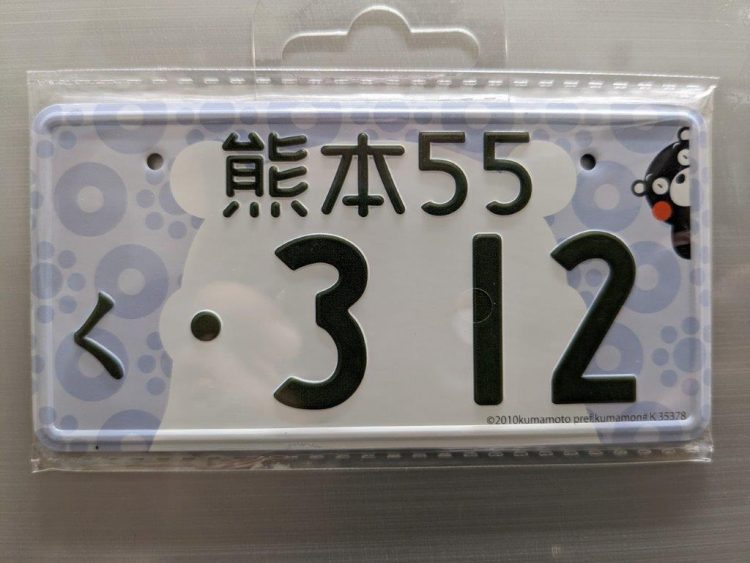 熊本55
く ・312
©2010kumamoto pref.kumamon# K 35378